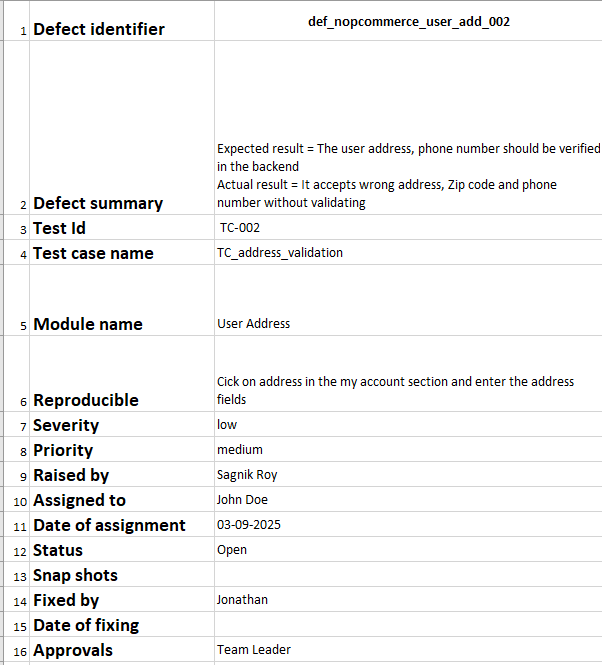 1 Defect identifier def_nopcommerce_user_add_002
Expected result = The user address, phone number should be verified
in the backend
Actual result = It accepts wrong address, Zip code and phone
2 Defect summary number without validating
3 Test Id TC-002
4 Test case name TC_address_validation
5 Module name User Address
Cick on address in the my account section and enter the address
6 Reproducible fields
7 Severity low
8 Priority medium
9 Raised by Sagnik Roy
10 Assigned to John Doe
11 Date of assignment 03-09-2025
12 Status Open
13 Snap shots
14 Fixed by Jonathan
15 Date of fixing
16 Approvals Team Leader